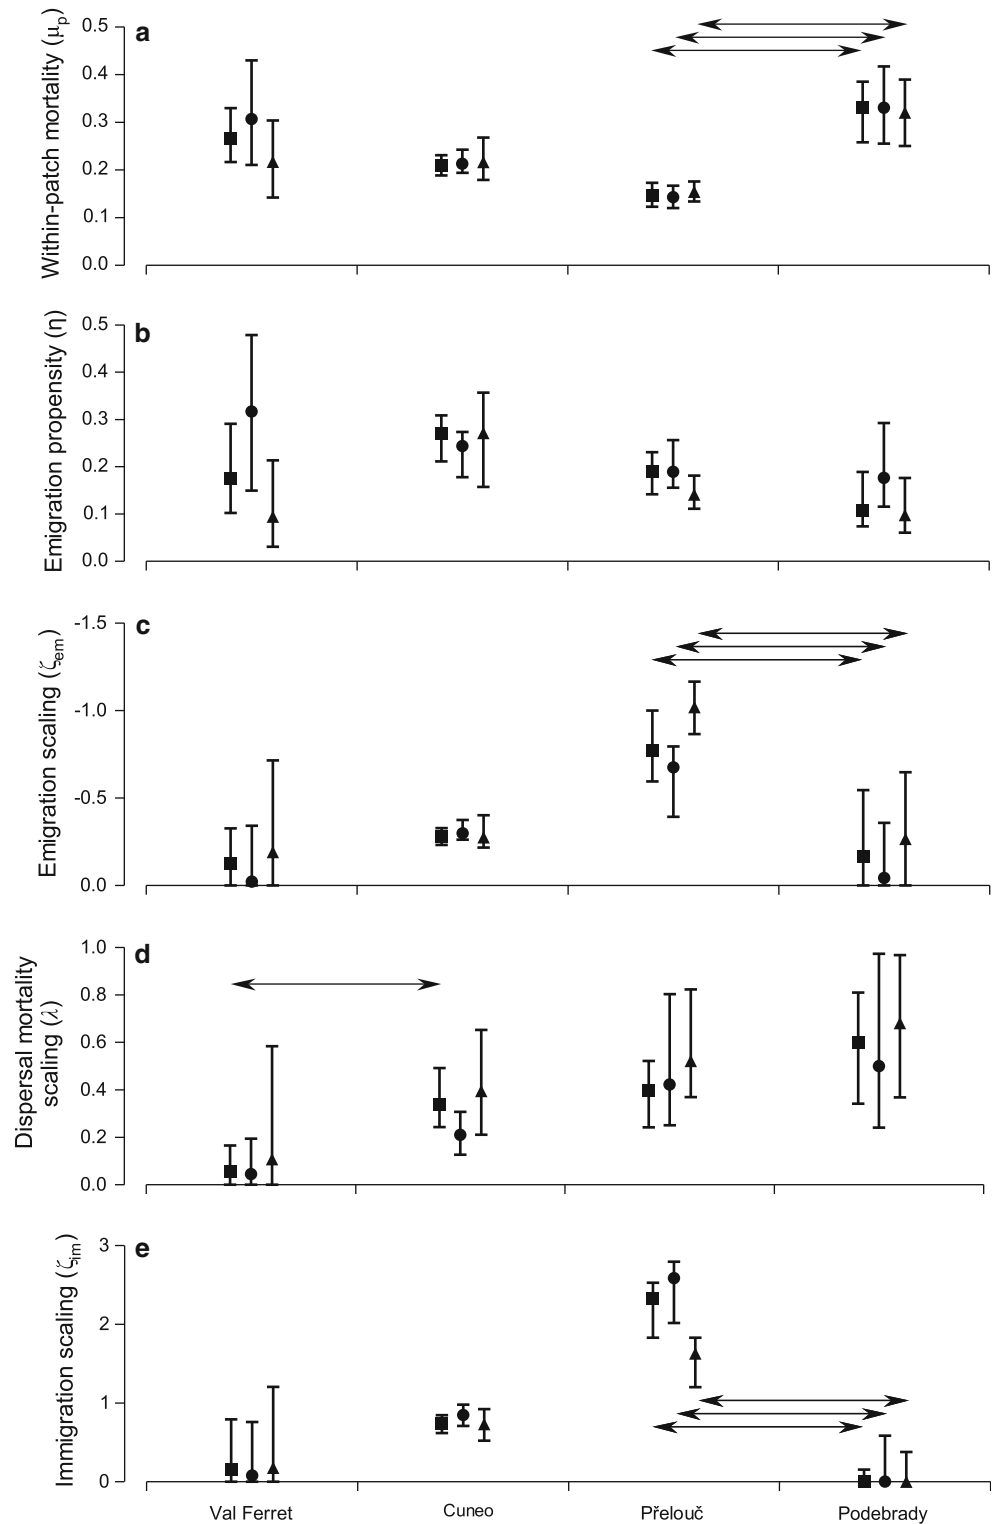 Within-patch mortality (μp)
a
0.5
0.4
0.3
0.2
0.1
0.0
Emigration propensity (η)
b
0.5
0.4
0.3
0.2
0.1
0.0
Emigration scaling (ζem)
c
-1.5
-1.0
-0.5
0.0
Dispersal mortality
scaling (λ)
d
1.0
0.8
0.6
0.4
0.2
0.0
Immigration scaling (ζim)
e
3
2
1
0
Val Ferret Cuneo Přelouč Podebrady